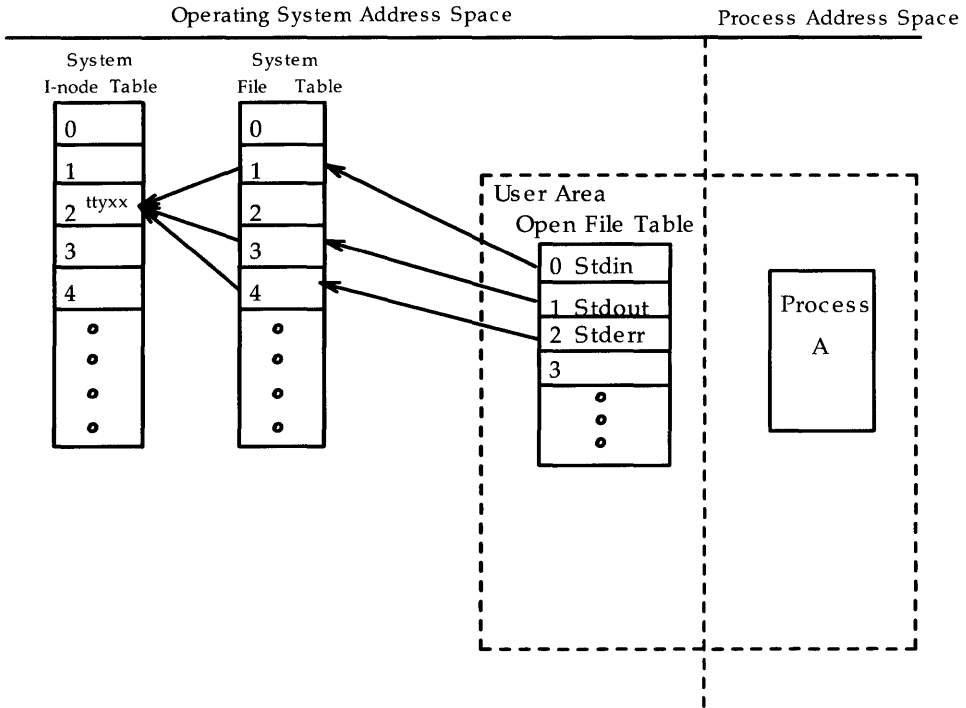 Operating System Address Space
Process Address Space
System
I-node Table
0
1
2 ttyxx
3
4
System
File Table
0
1
2
3
4
User Area
Open File Table
0 Stdin
1 Stdout
2 Stderr
3
Process
A